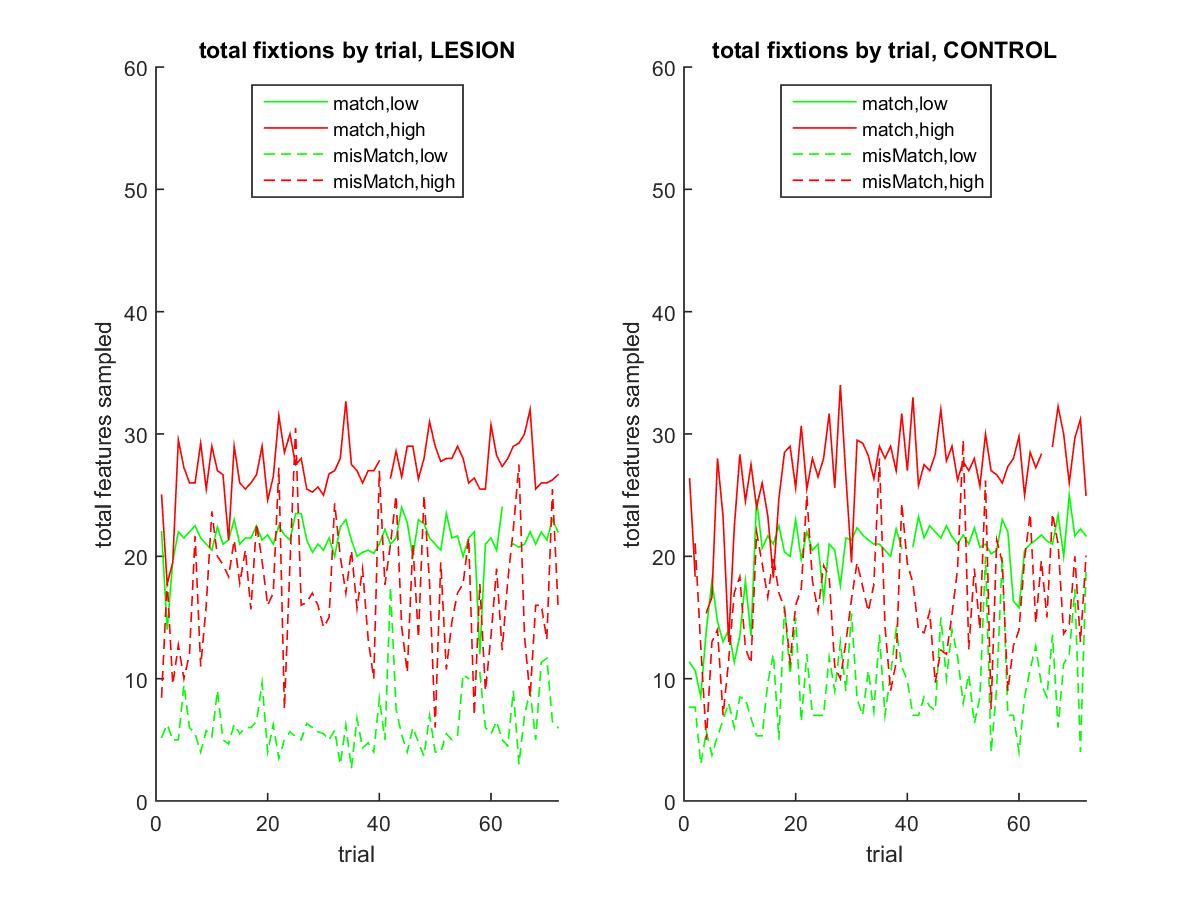 total fixtions by trial, LESION
60
50
40
30
20
10
0
0 20 40 60
total features sampled
trial
match,low
match,high
misMatch,low
misMatch,high
total fixtions by trial, CONTROL
60
50
40
30
20
10
0
0 20 40 60
total features sampled
trial
match,low
match,high
misMatch,low
misMatch,high